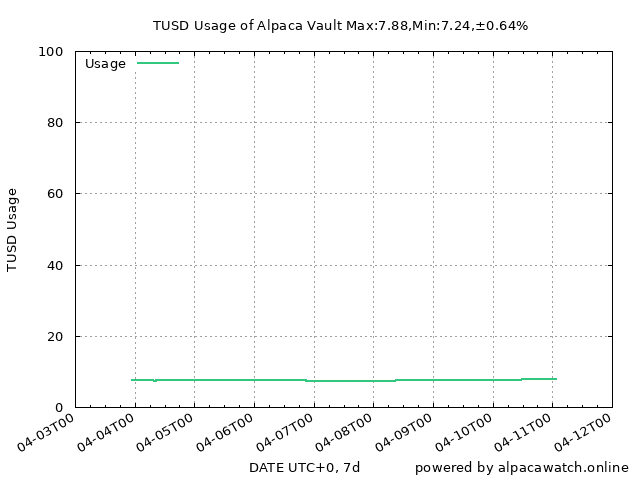 TUSD Usage of Alpaca Vault Max:7.88,Min:7.24,±0.64%
100
Usage
80
60
TUSD Usage
40
20
0
04-03T00
04-04T00
04-05T00
04-06T00
04-07T00
04-08T00
04-09T00
04-10T00
04-11T00
04-12T00
DATE UTC+0, 7d
powered by alpacawatch.online